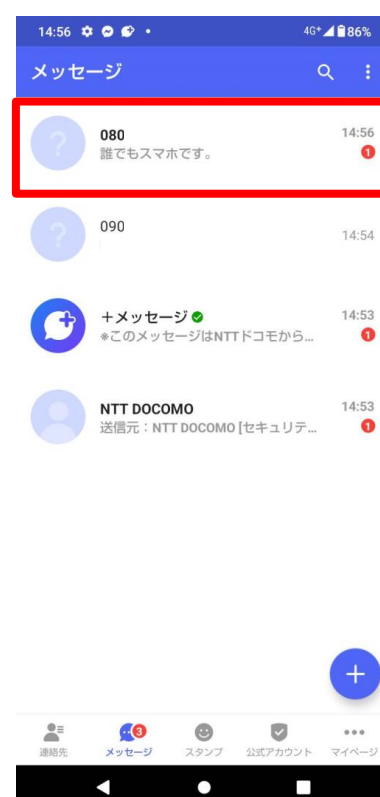 14:56 4G+ 86%
メッセージ
080 14:56
誰でもスマホです。 1
090 14:54
+メッセージ 14:53
※このメッセージはNTTドコモから... 1
NTT DOCOMO 14:53
送信元：NTT DOCOMO [セキュリテ... 1
3
連絡先 メッセージ スタンプ 公式アカウント マイページ